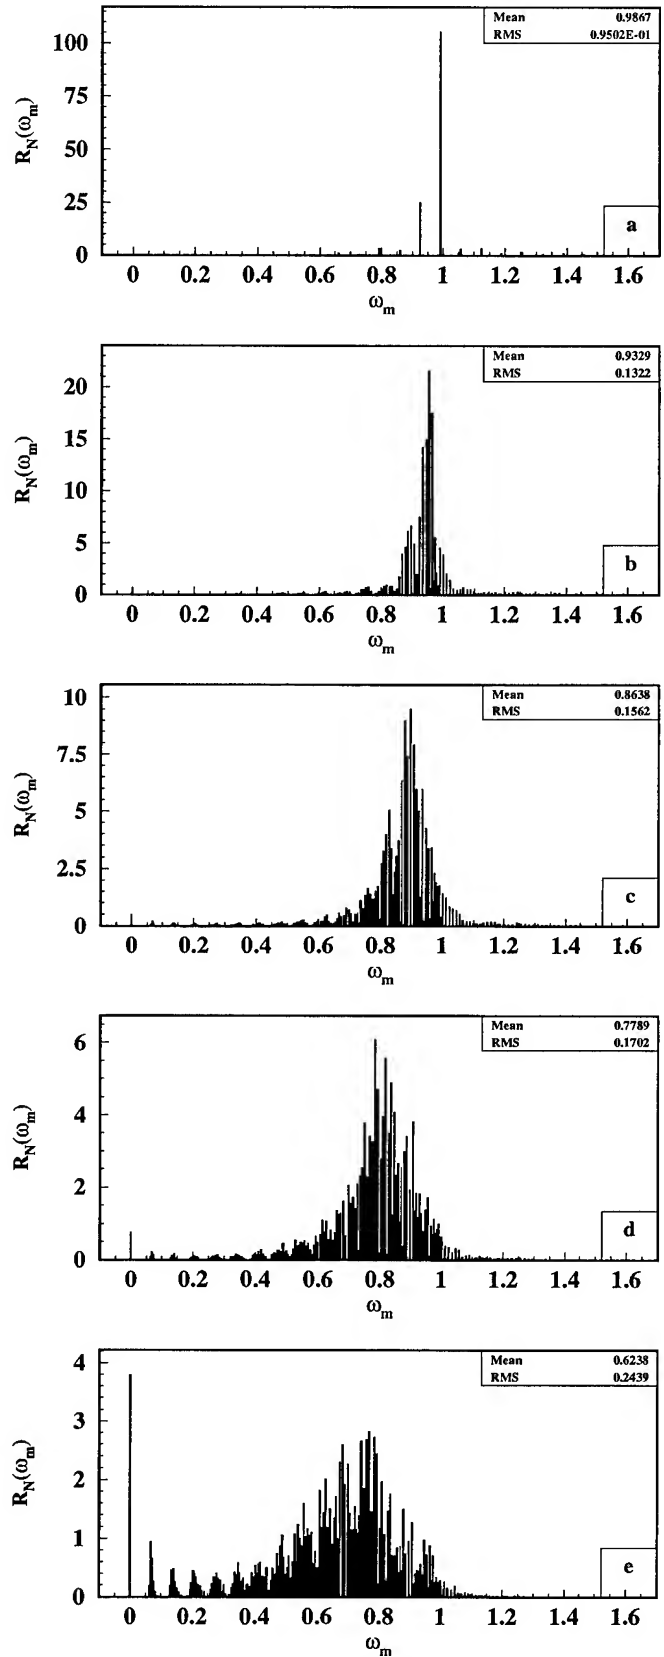 Mean 0.9867
RMS 0.9502E-01
100
75
50
25
0
R_N(ω_m)
a
0 0.2 0.4 0.6 0.8 1 1.2 1.4 1.6
ω_m
Mean 0.9329
RMS 0.1322
20
15
10
5
0
R_N(ω_m)
b
0 0.2 0.4 0.6 0.8 1 1.2 1.4 1.6
ω_m
Mean 0.8638
RMS 0.1562
10
7.5
5
2.5
0
R_N(ω_m)
c
0 0.2 0.4 0.6 0.8 1 1.2 1.4 1.6
ω_m
Mean 0.7789
RMS 0.1702
6
4
2
0
R_N(ω_m)
d
0 0.2 0.4 0.6 0.8 1 1.2 1.4 1.6
ω_m
Mean 0.6238
RMS 0.2439
4
3
2
1
0
R_N(ω_m)
e
0 0.2 0.4 0.6 0.8 1 1.2 1.4 1.6
ω_m